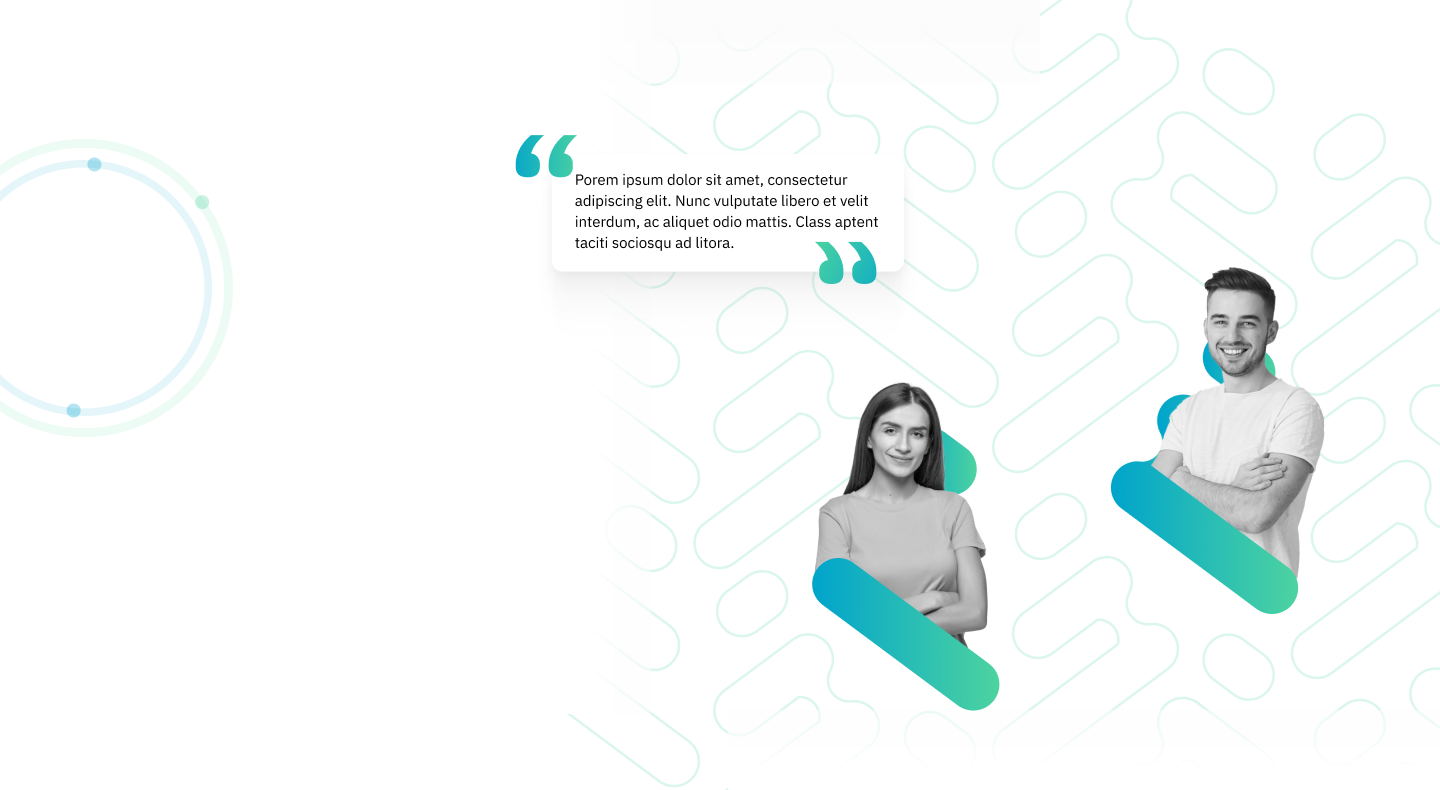 Porem ipsum dolor sit amet, consectetur
adipiscing elit. Nunc vulputate libero et velit
interdum, ac aliquet odio mattis. Class aptent
taciti sociosqu ad litora.